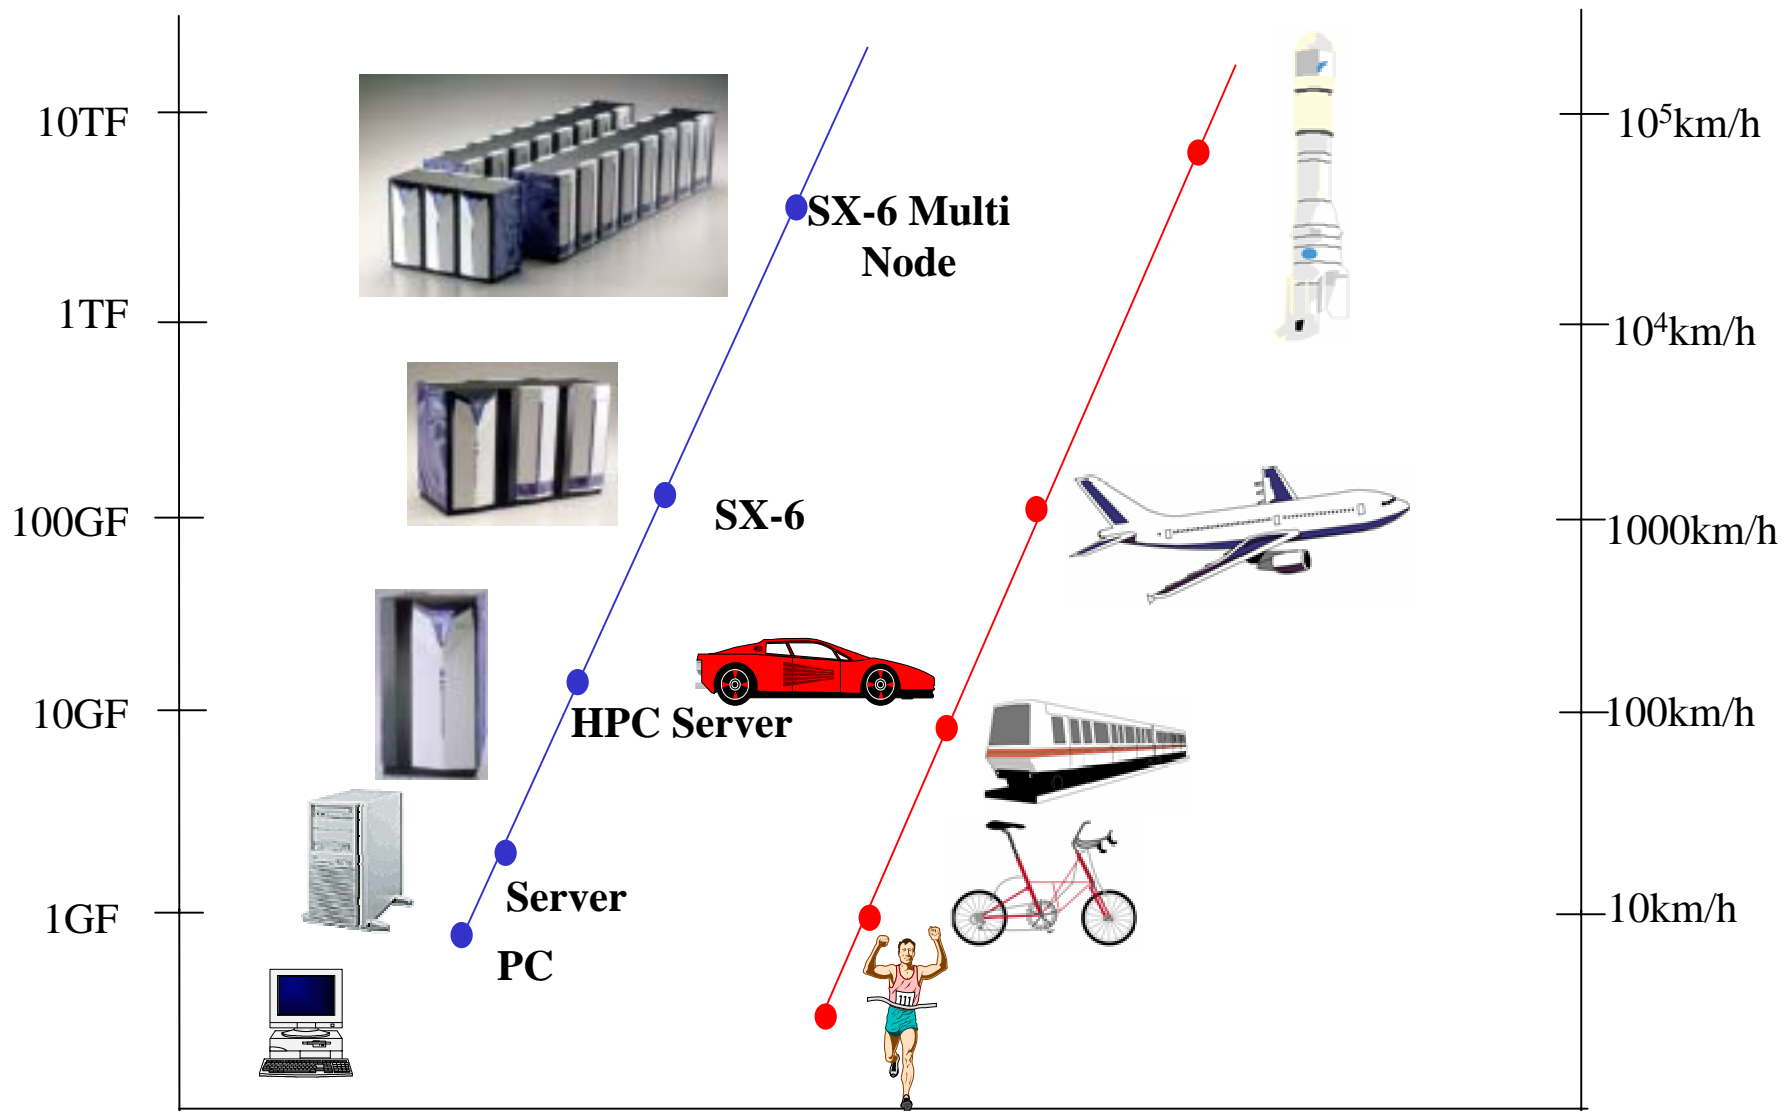 10TF
10⁵km/h
SX-6 Multi
Node
1TF
10⁴km/h
SX-6
100GF
1000km/h
10GF
HPC Server
100km/h
Server
1GF
10km/h
PC
111